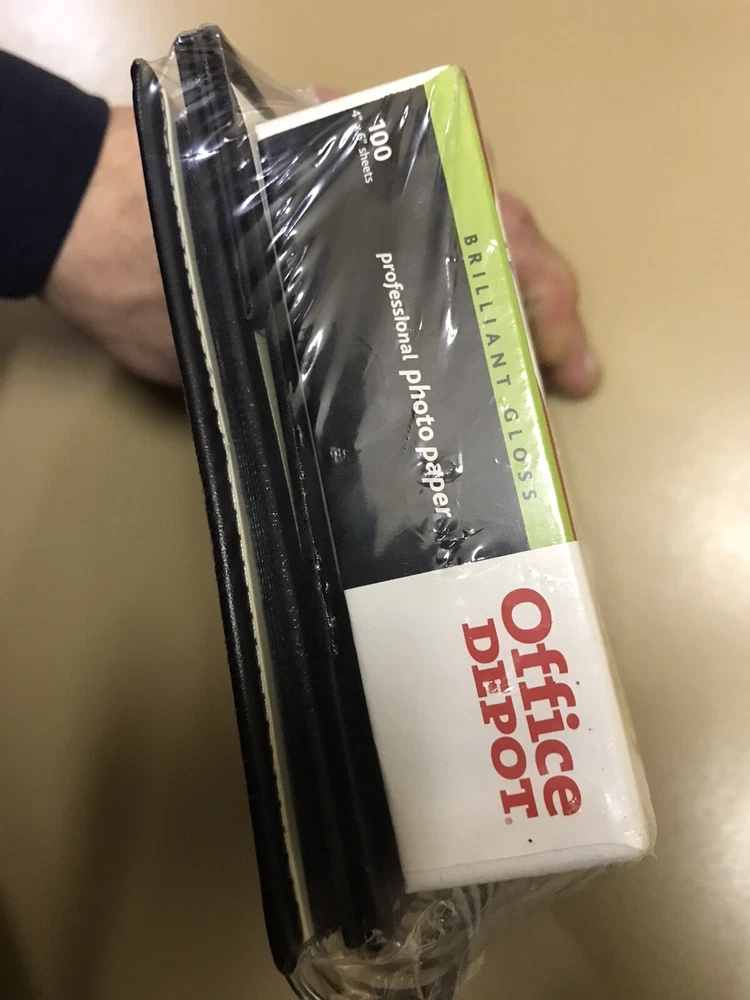 100
4" x 6" sheets
professional photo paper
BRILLIANT GLOSS
Office
DEPOT®